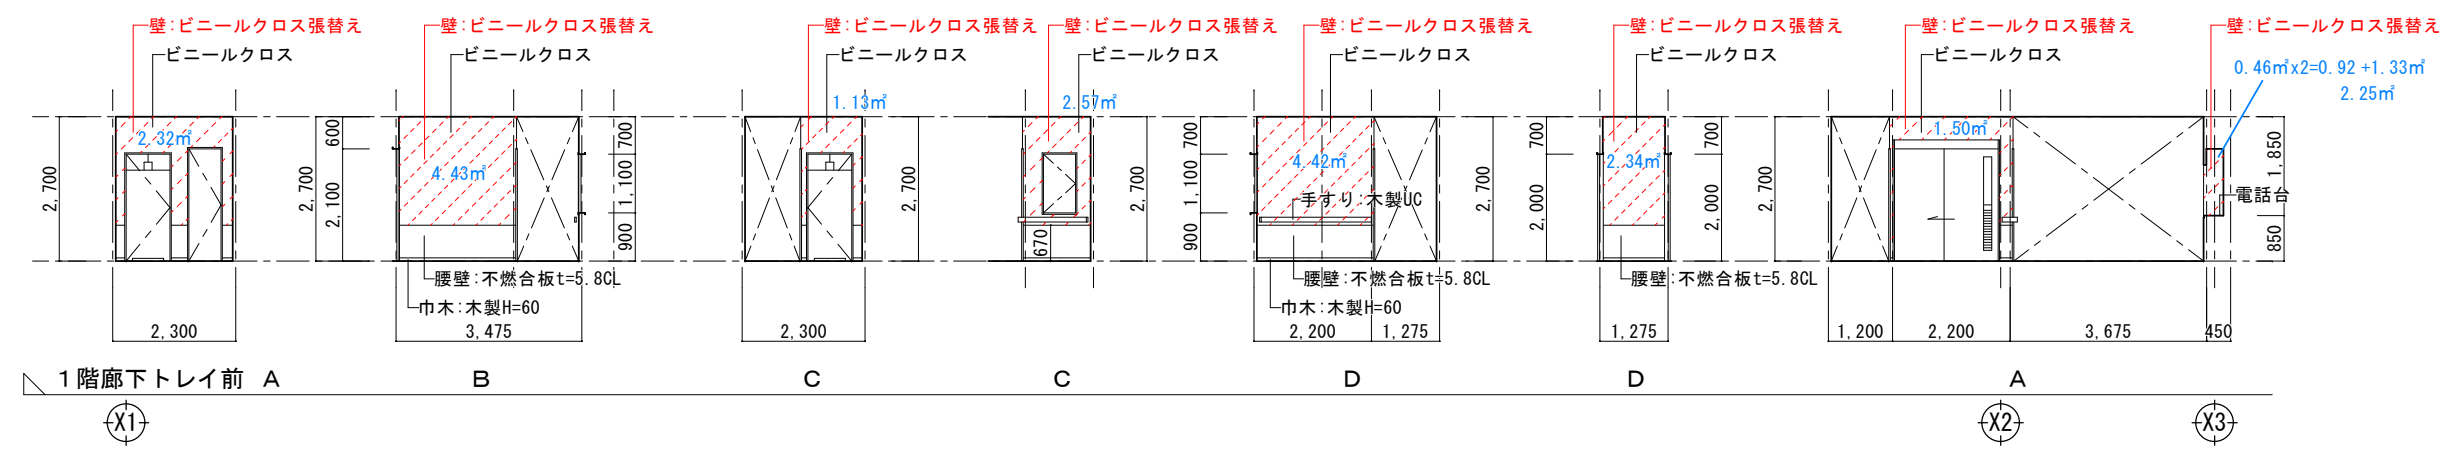 壁:ビニールクロス張替え 壁:ビニールクロス張替え 壁:ビニールクロス張替え 壁:ビニールクロス張替え 壁:ビニールクロス張替え 壁:ビニールクロス張替え 壁:ビニールクロス張替え 壁:ビニールクロス張替え
ビニールクロス ビニールクロス ビニールクロス ビニールクロス ビニールクロス ビニールクロス ビニールクロス
0.46㎡x2=0.92 +1.33㎡
2.25㎡
1.13㎡ 2.57㎡
2.32㎡ 4.43㎡ 4.42㎡ 2.34㎡ 1.50㎡
2,700 2,700 600 2,100 700 1,100 900 2,700 2,700 670 700 1,100 900 2,700 700 2,000 700 2,000 2,700 1,850 850
手すり:木製UC
電話台
腰壁:不燃合板t=5.8CL 腰壁:不燃合板t=5.8CL 腰壁:不燃合板t=5.8CL
巾木:木製H=60 巾木:木製H=60
2,300 3,475 2,300 2,200 1,275 1,275 1,200 2,200 3,675 450
1階廊下トレイ前 A B C C D D A
X1 X2 X3